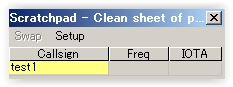 Scratchpad - Clean sheet of p...
Swap Setup
Callsign Freq IOTA
test1